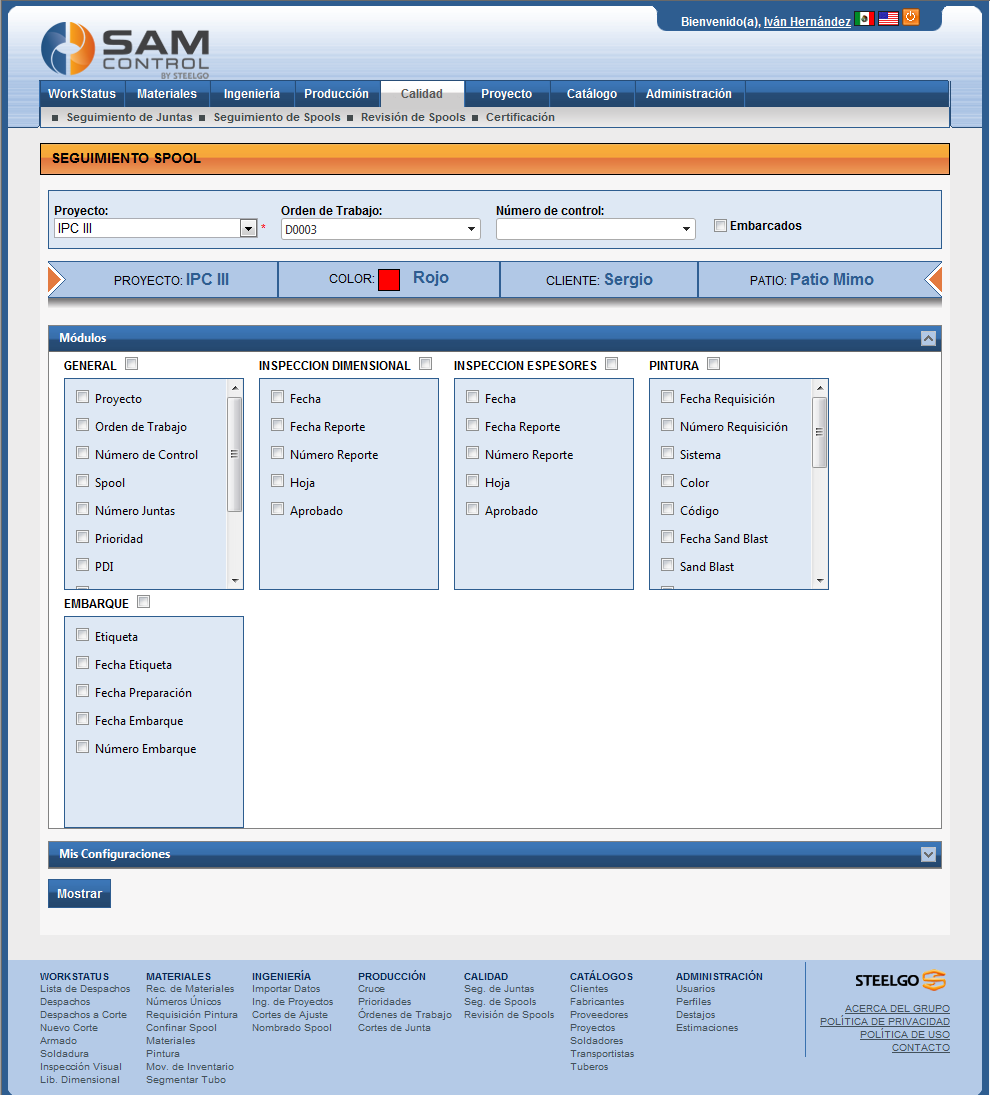 Bienvenido(a), Iván Hernández
SAM
CONTROL
BY STEELGO
WorkStatus Materiales Ingeniería Producción Calidad Proyecto Catálogo Administración
Seguimiento de Juntas Seguimiento de Spools Revisión de Spools Certificación
SEGUIMIENTO SPOOL
Proyecto: Orden de Trabajo: Número de control:
IPC III * D0003 Embarcados
PROYECTO: IPC III COLOR: Rojo CLIENTE: Sergio PATIO: Patio Mimo
Módulos
GENERAL INSPECCION DIMENSIONAL INSPECCION ESPESORES PINTURA
Proyecto Fecha Fecha Fecha Requisición
Orden de Trabajo Fecha Reporte Fecha Reporte Número Requisición
Número de Control Número Reporte Número Reporte Sistema
Spool Hoja Hoja Color
Número Juntas Aprobado Aprobado Código
Prioridad Fecha Sand Blast
PDI Sand Blast
EMBARQUE
Etiqueta
Fecha Etiqueta
Fecha Preparación
Fecha Embarque
Número Embarque
Mis Configuraciones
Mostrar
WORKSTATUS MATERIALES INGENIERÍA PRODUCCIÓN CALIDAD CATÁLOGOS ADMINISTRACIÓN STEELGO
Lista de Despachos Rec. de Materiales Importar Datos Cruce Seg. de Juntas Clientes Usuarios
Despachos Números Únicos Ing. de Proyectos Prioridades Seg. de Spools Fabricantes Perfiles
Despachos a Corte Requisición Pintura Cortes de Ajuste Órdenes de Trabajo Revisión de Spools Proveedores Destajos
Nuevo Corte Confinar Spool Nombrado Spool Cortes de Junta Proyectos Estimaciones
Armado Materiales Soldadores
Soldadura Pintura Transportistas
Inspección Visual Mov. de Inventario Tuberos
Lib. Dimensional Segmentar Tubo
ACERCA DEL GRUPO
POLÍTICA DE PRIVACIDAD
POLÍTICA DE USO
CONTACTO